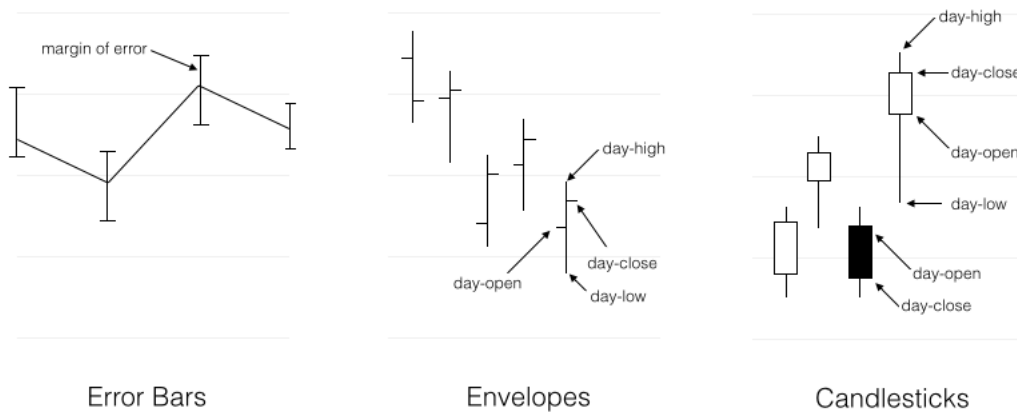 margin of error
Error Bars
day-high
day-close
day-open
day-low
Envelopes
day-high
day-close
day-open
day-low
day-open
day-close
Candlesticks